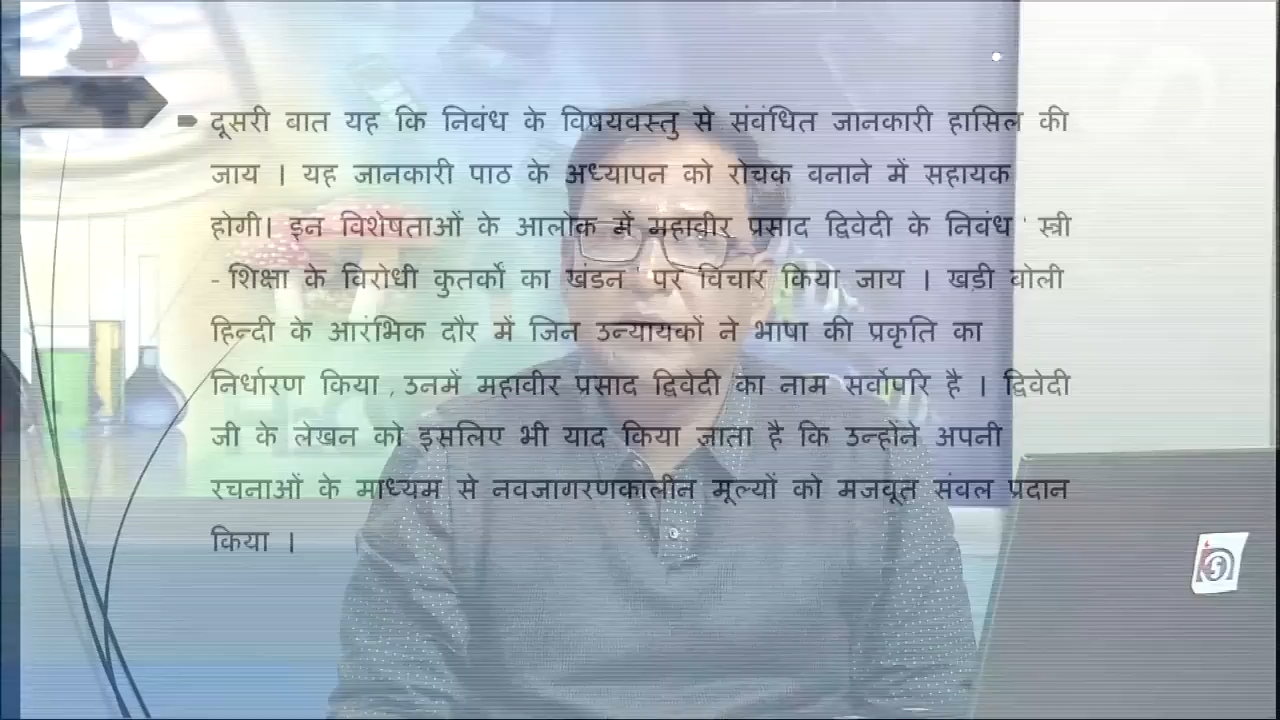 दूसरी बात यह कि निबंध के विषयवस्तु से संबंधित जानकारी हासिल की
जाय । यह जानकारी पाठ के अध्यापन को रोचक बनाने में सहायक
होगी। इन विशेषताओं के आलोक में महावीर प्रसाद द्विवेदी के निबंध ' स्त्री
- शिक्षा के विरोधी कुतर्कों का खंडन ' पर विचार किया जाय । खड़ी बोली
हिन्दी के आरंभिक दौर में जिन उन्यायकों ने भाषा की प्रकृति का
निर्धारण किया , उनमें महावीर प्रसाद द्विवेदी का नाम सर्वोपरि है । द्विवेदी
जी के लेखन को इसलिए भी याद किया जाता है कि उन्होंने अपनी
रचनाओं के माध्यम से नवजागरणकालीन मूल्यों को मजबूत संबल प्रदान
किया ।